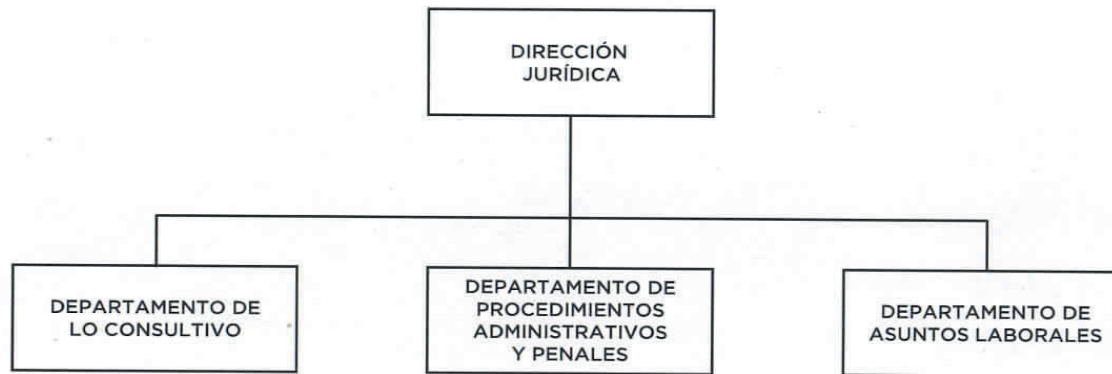 DIRECCIÓN
JURÍDICA
DEPARTAMENTO DE
LO CONSULTIVO
DEPARTAMENTO DE
PROCEDIMIENTOS
ADMINISTRATIVOS
Y PENALES
DEPARTAMENTO DE
ASUNTOS LABORALES